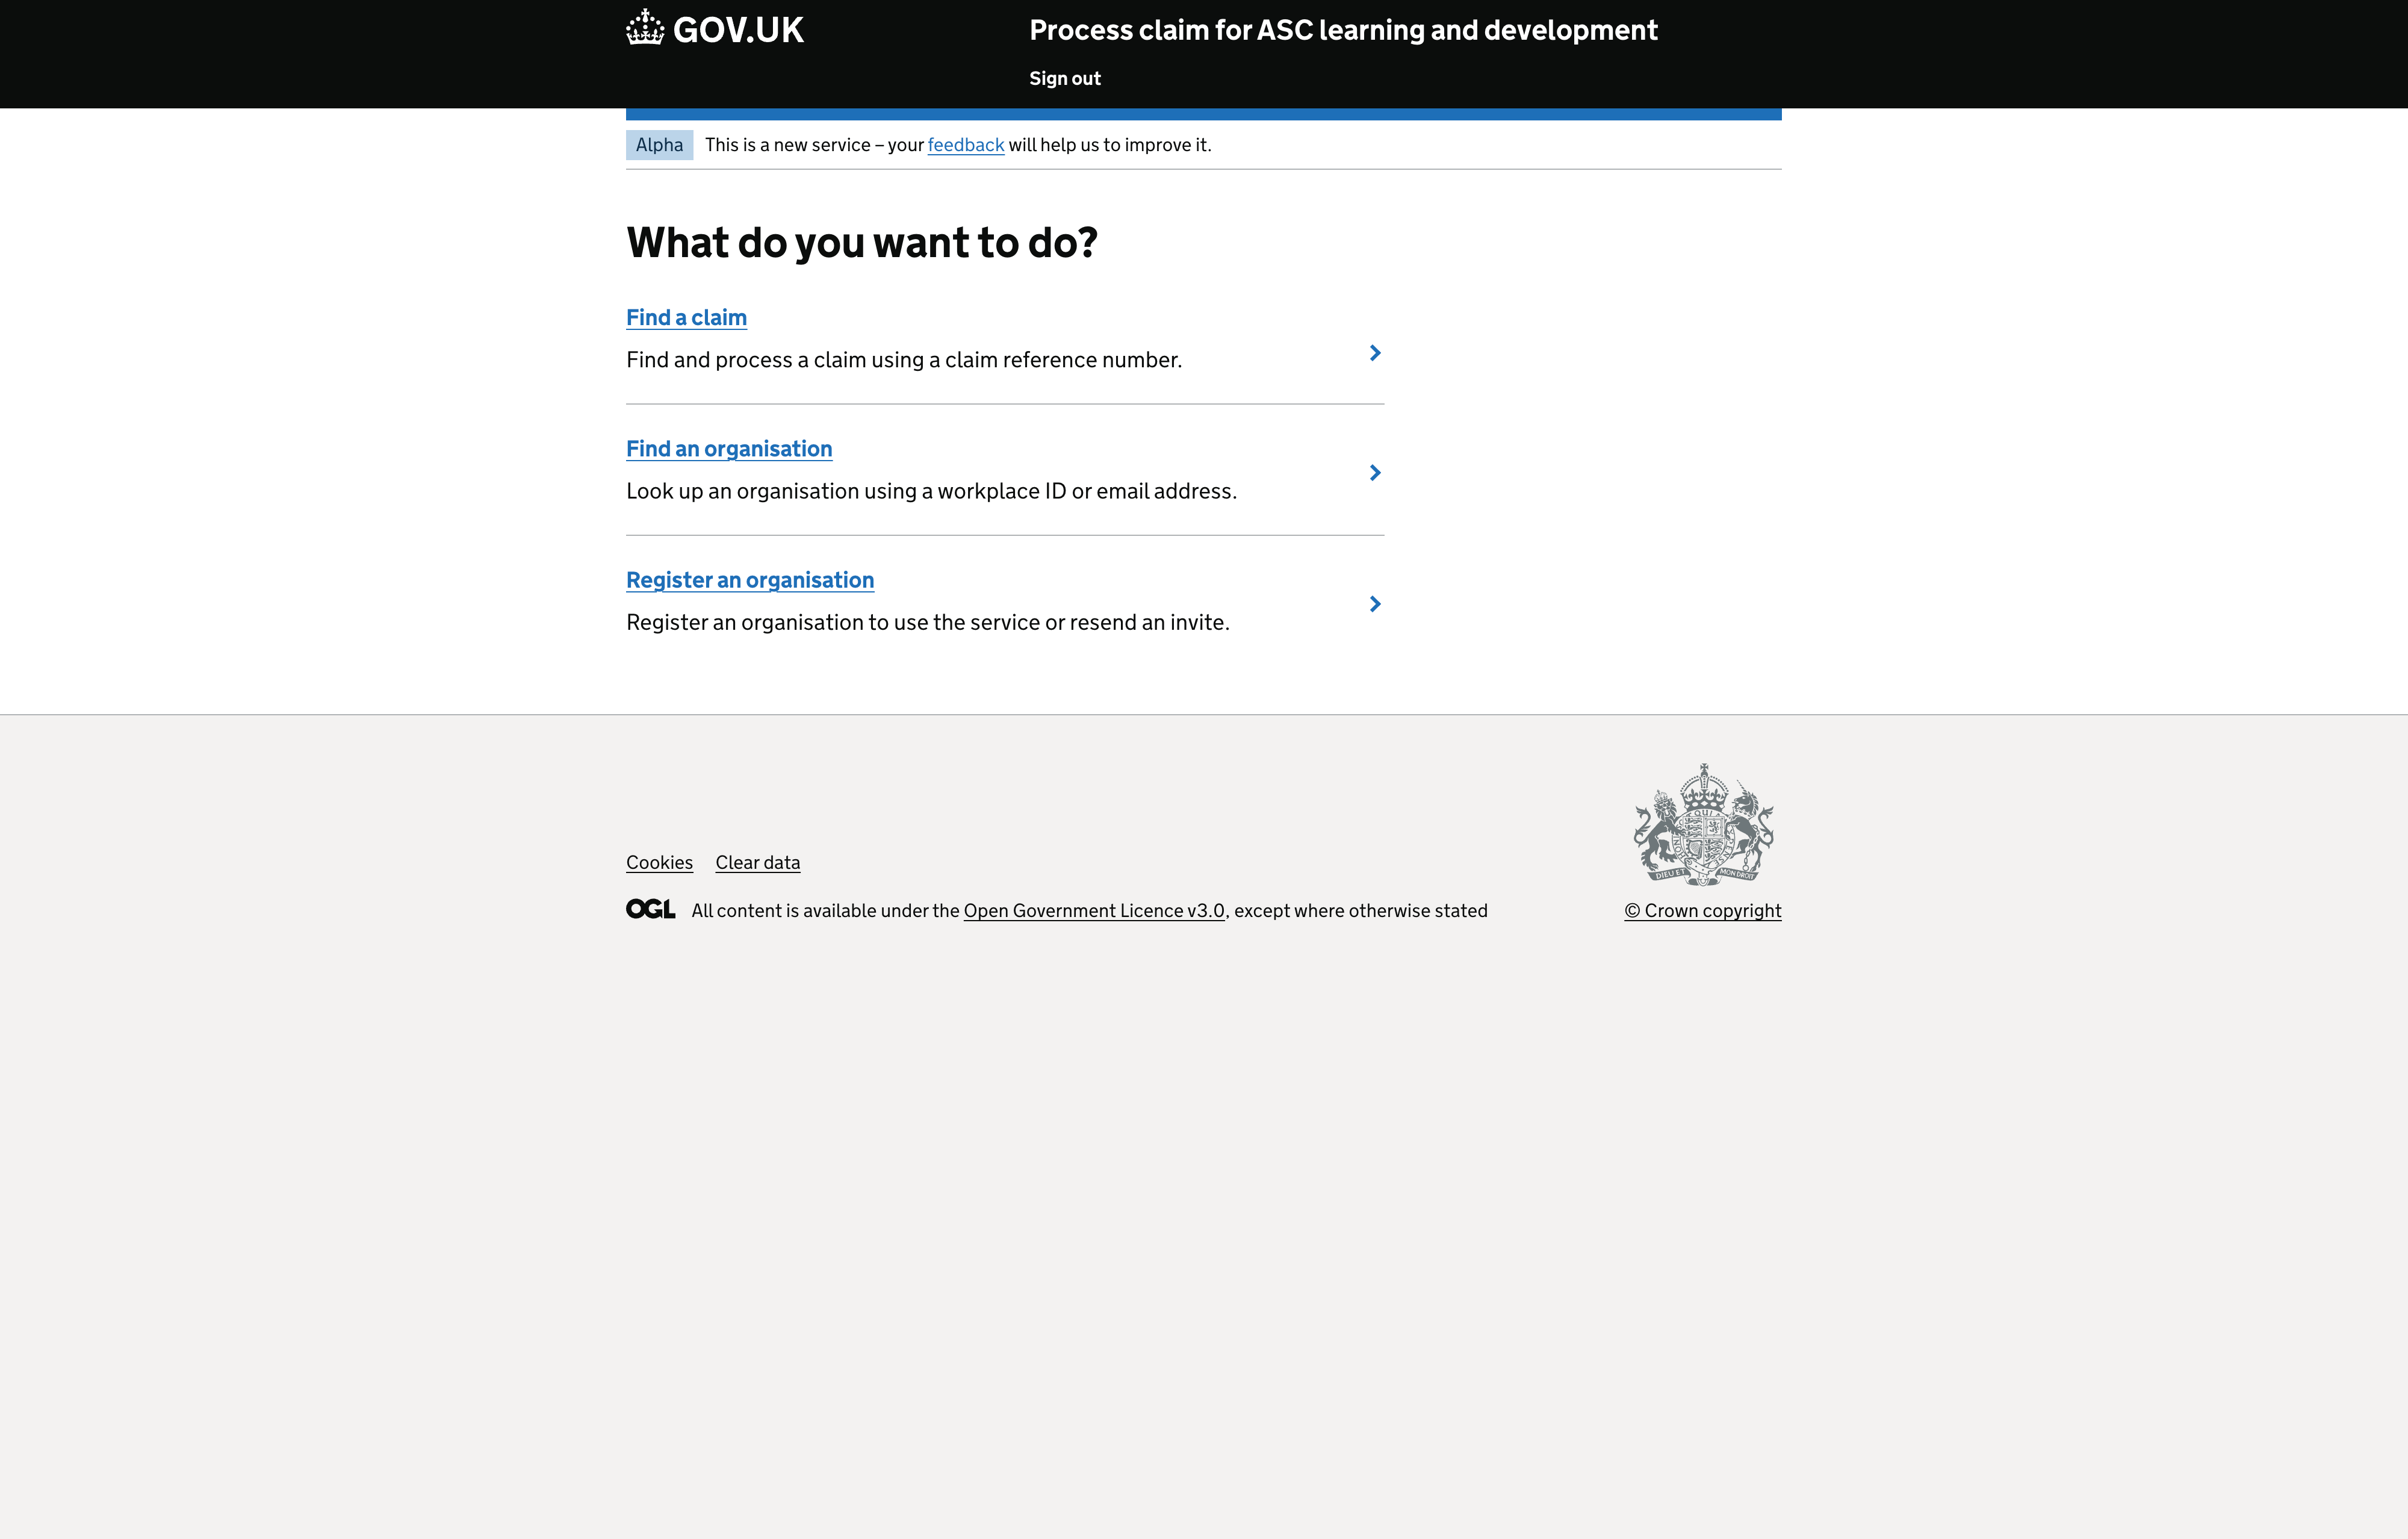 GOV.UK
Process claim for ASC learning and development
Sign out
Alpha
This is a new service – your feedback will help us to improve it.
What do you want to do?
Find a claim
Find and process a claim using a claim reference number.
Find an organisation
Look up an organisation using a workplace ID or email address.
Register an organisation
Register an organisation to use the service or resend an invite.
Cookies
Clear data
DIEU ET MON DROIT
OGL
All content is available under the Open Government Licence v3.0, except where otherwise stated
© Crown copyright